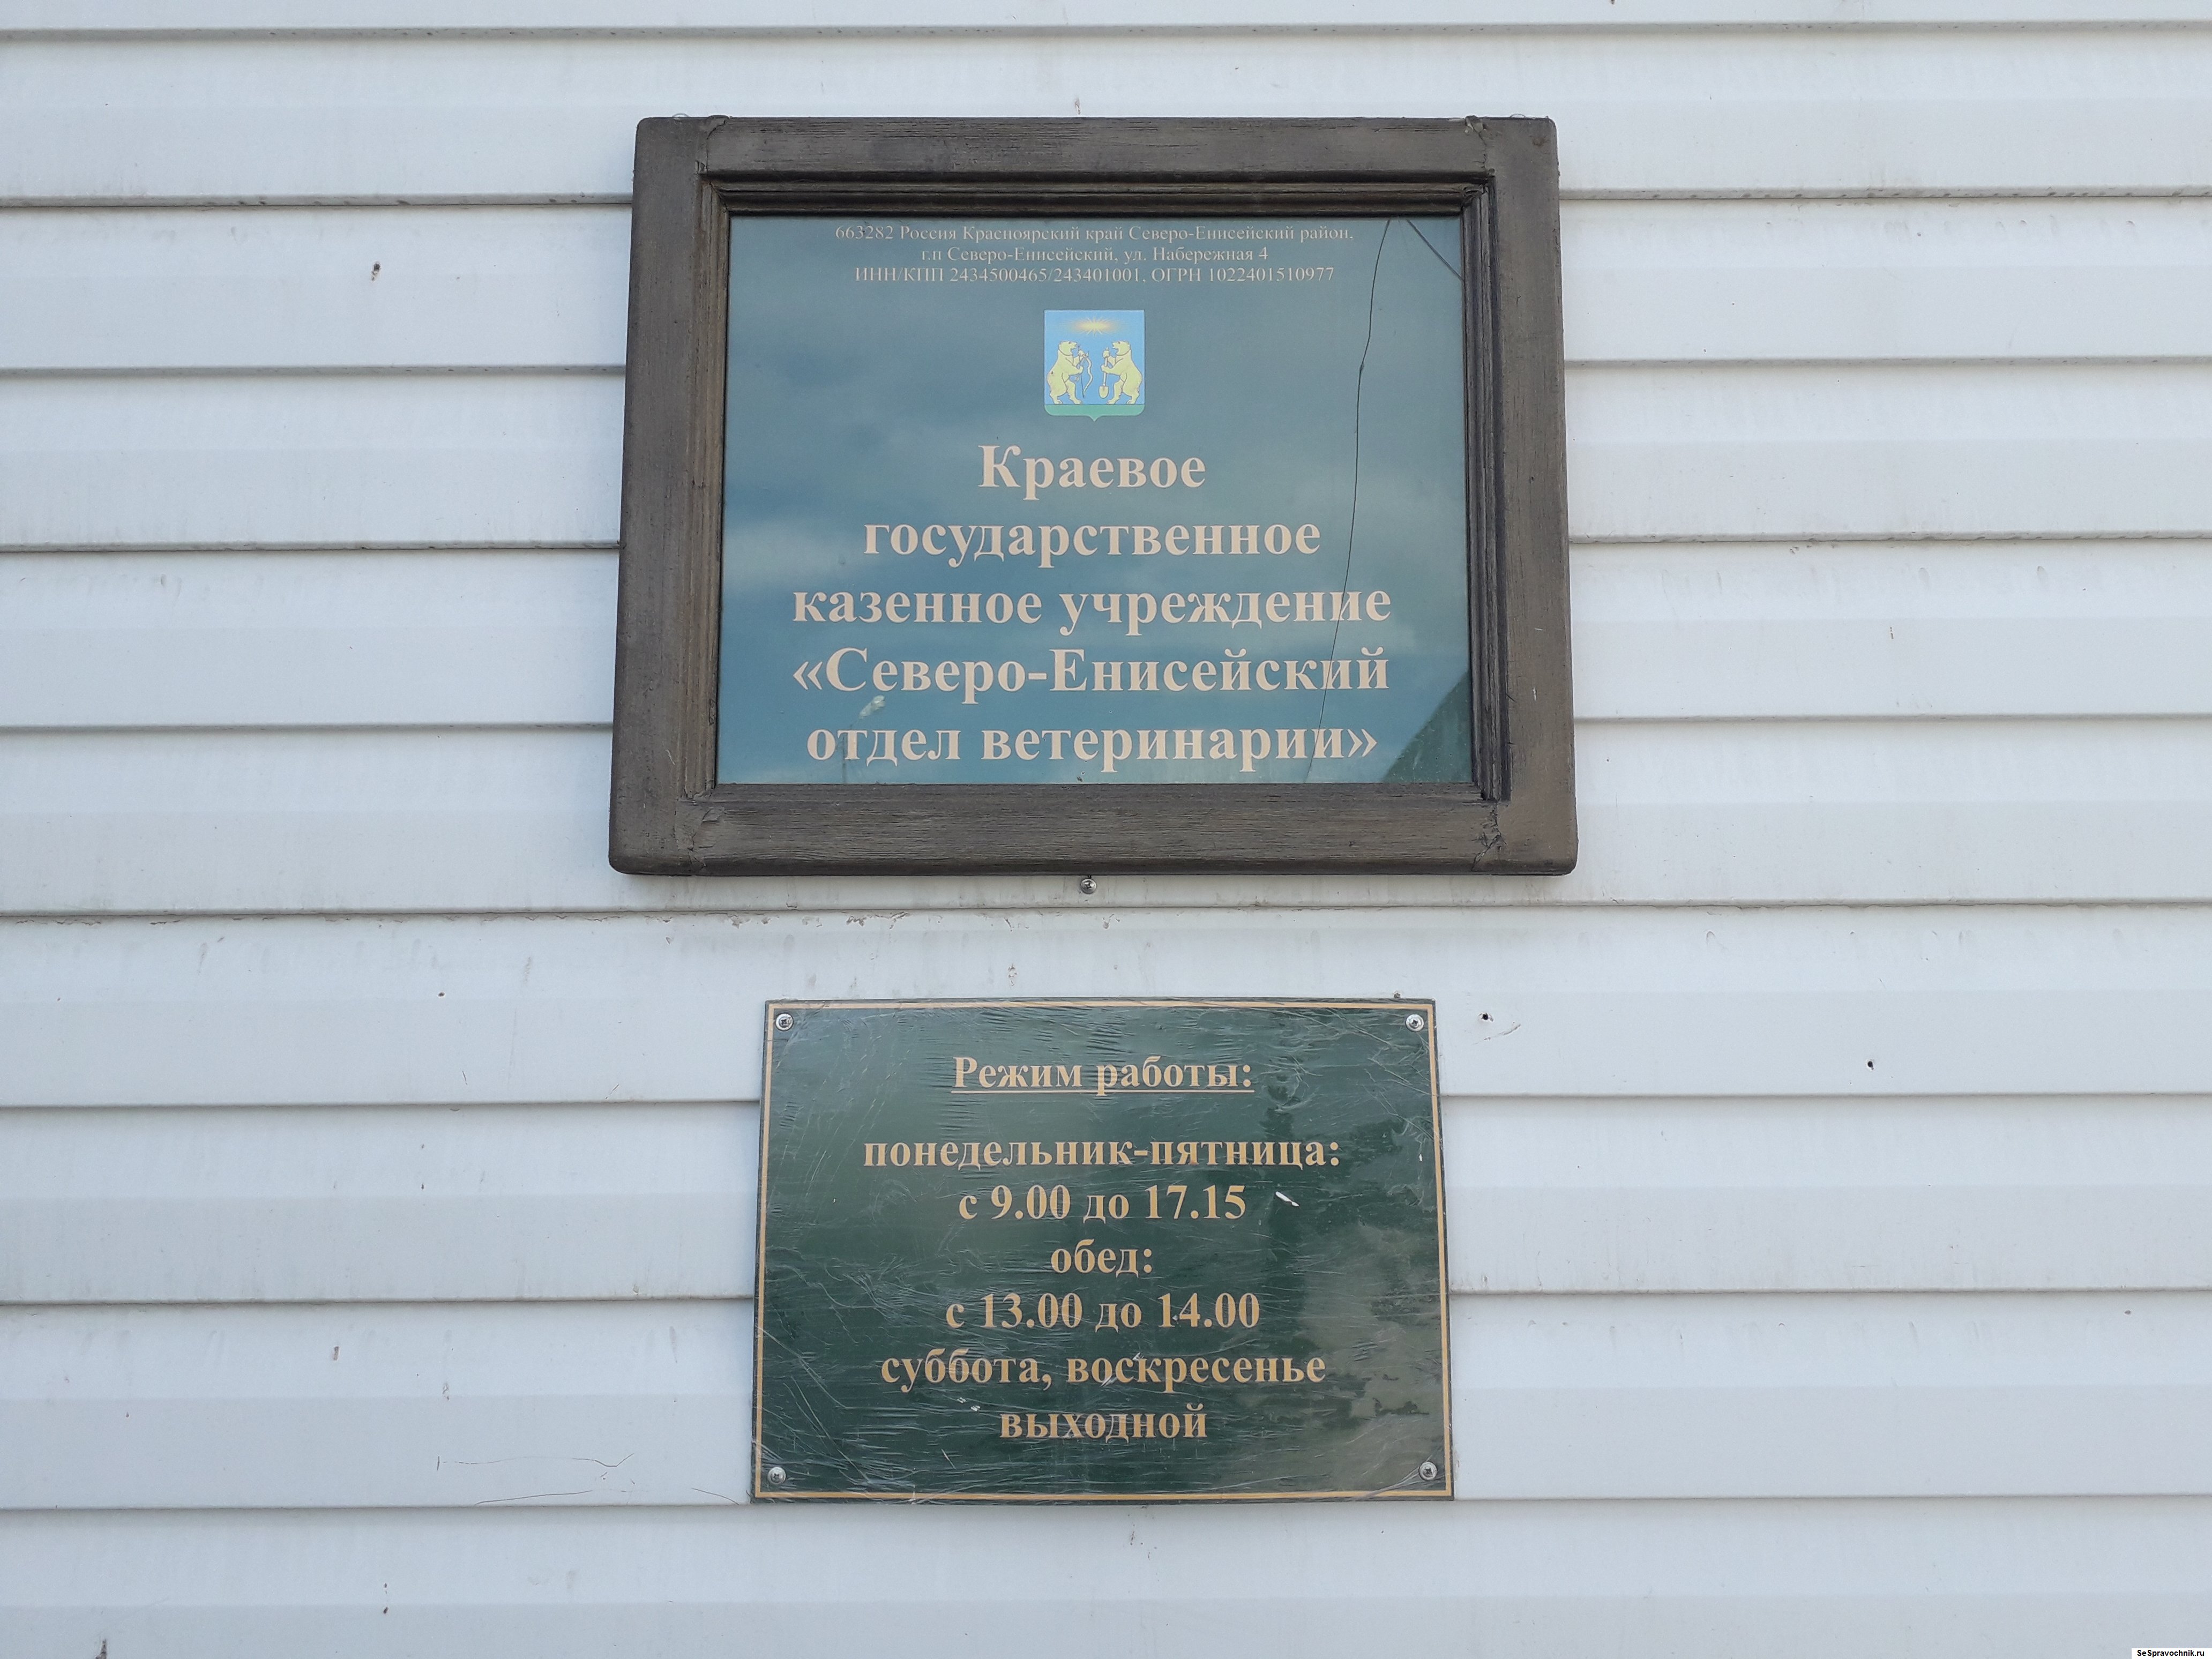 663282 Россия Красноярский край Северо-Енисейский район,
г.п Северо-Енисейский, ул. Набережная 4
ИНН/КПП 2434500465/243401001, ОГРН 1022401510977
Краевое
государственное
казенное учреждение
«Северо-Енисейский
отдел ветеринарии»
Режим работы:
понедельник-пятница:
с 9.00 до 17.15
обед:
с 13.00 до 14.00
суббота, воскресенье
выходной
SeSpravochnik.ru